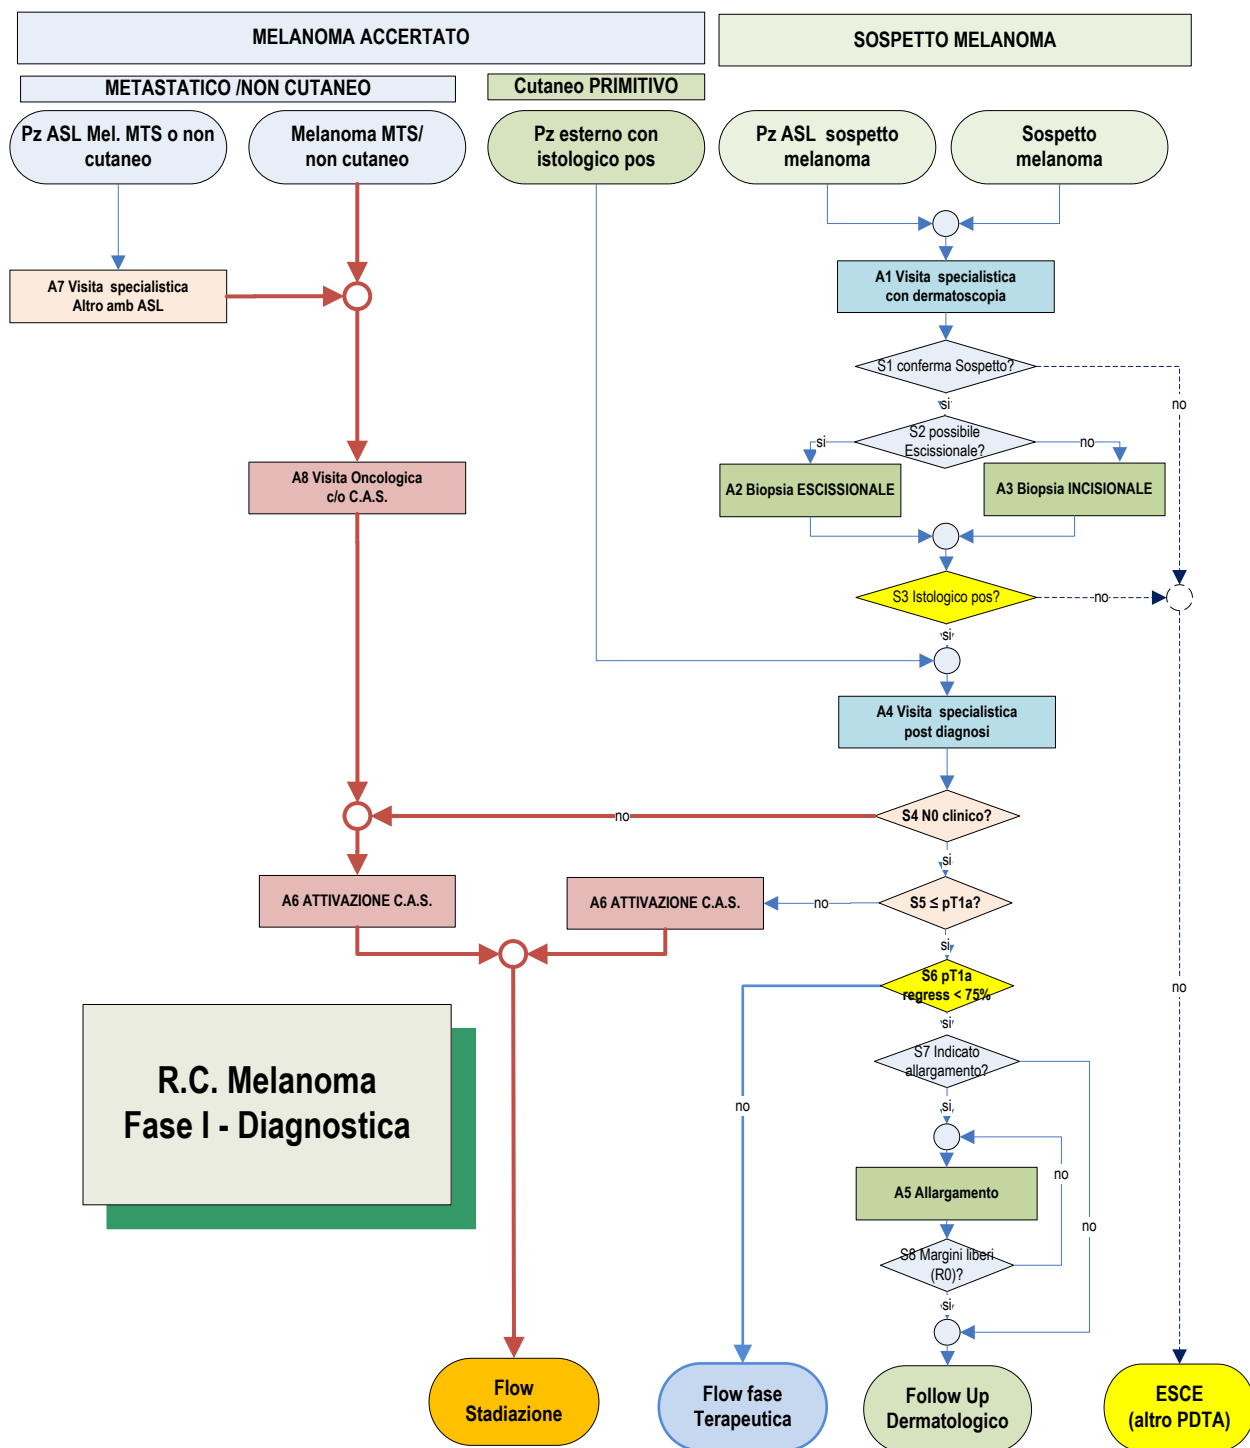 MELANOMA ACCERTATO
SOSPETTO MELANOMA
METASTATICO /NON CUTANEO
Cutaneo PRIMITIVO
Pz ASL Mel. MTS o non
cutaneo
Melanoma MTS/
non cutaneo
Pz esterno con
istologico pos
Pz ASL sospetto
melanoma
Sospetto
melanoma
A7 Visita specialistica
Altro amb ASL
A1 Visita specialistica
con dermatoscopia
S1 conferma Sospetto?
no
si
S2 possibile
Escissionale?
si
no
A8 Visita Oncologica
c/o C.A.S.
A2 Biopsia ESCISSIONALE
A3 Biopsia INCISIONALE
S3 Istologico pos?
no
si
A4 Visita specialistica
post diagnosi
S4 N0 clinico?
no
si
A6 ATTIVAZIONE C.A.S.
A6 ATTIVAZIONE C.A.S.
no
S5 ≤ pT1a?
si
S6 pT1a
regress < 75%
no
si
S7 Indicato
allargamento?
R.C. Melanoma
Fase I - Diagnostica
no
si
A5 Allargamento
no
no
S8 Margini liberi
(R0)?
si
Flow
Stadiazione
Flow fase
Terapeutica
Follow Up
Dermatologico
ESCE
(altro PDTA)